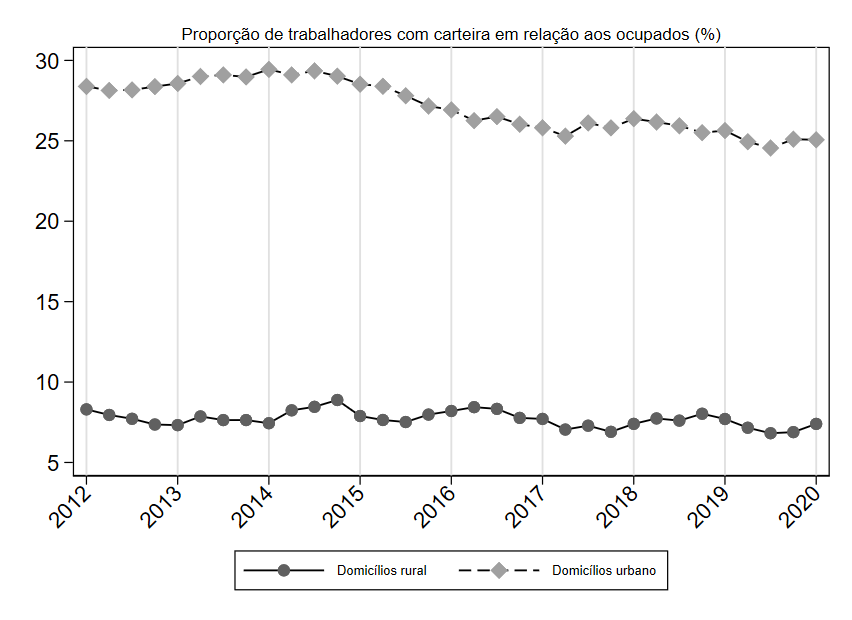 Proporção de trabalhadores com carteira em relação aos ocupados (%)
30
25
20
15
10
5
2012 2013 2014 2015 2016 2017 2018 2019 2020
Domicílios rural Domicílios urbano